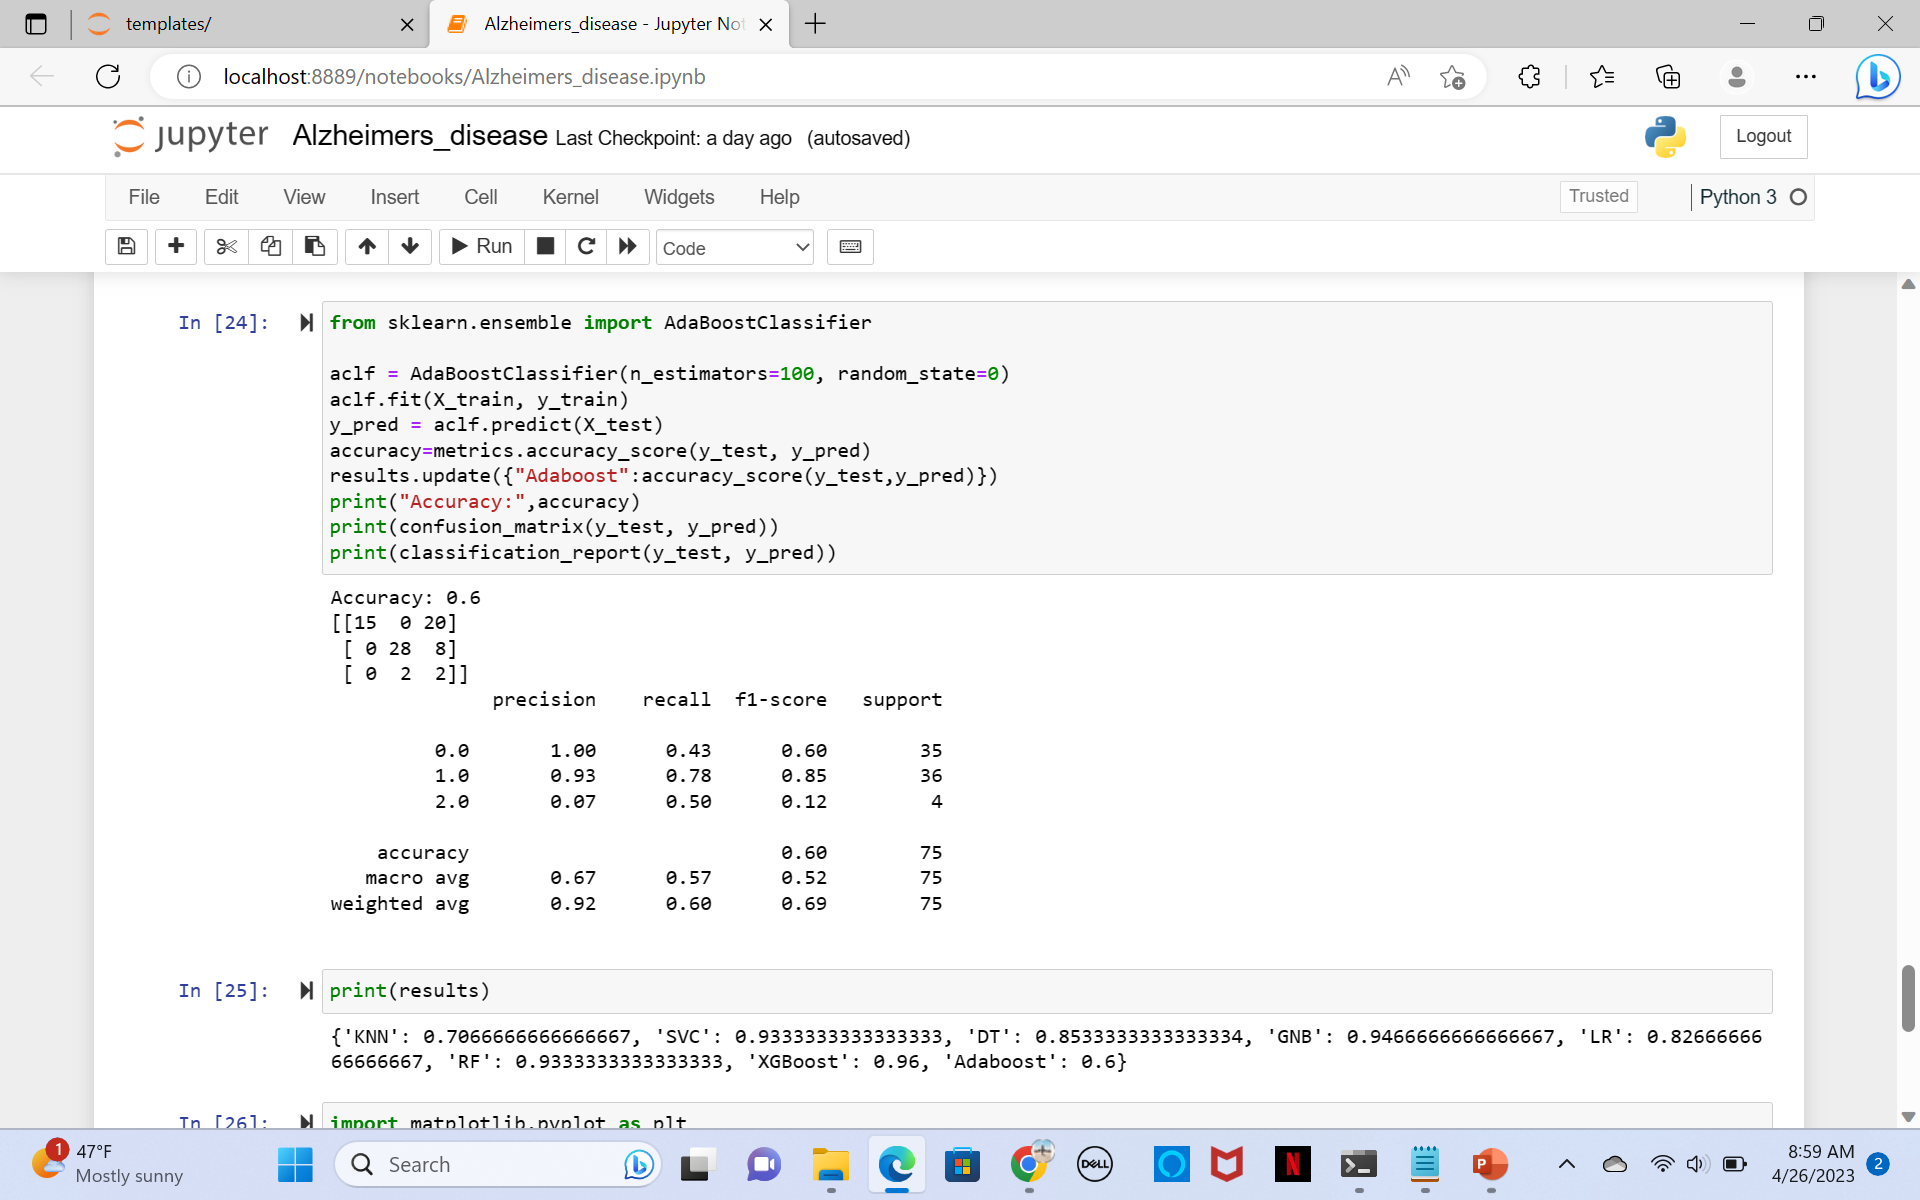 templates/
Alzheimers_disease - Jupyter Not
localhost:8889/notebooks/Alzheimers_disease.ipynb
jupyter Alzheimers_disease Last Checkpoint: a day ago (autosaved)
Logout
File Edit View Insert Cell Kernel Widgets Help
Trusted
Python 3
Run
Code
In [24]:
from sklearn.ensemble import AdaBoostClassifier
aclf = AdaBoostClassifier(n_estimators=100, random_state=0)
aclf.fit(X_train, y_train)
y_pred = aclf.predict(X_test)
accuracy=metrics.accuracy_score(y_test, y_pred)
results.update({"Adaboost":accuracy_score(y_test,y_pred)})
print("Accuracy:",accuracy)
print(confusion_matrix(y_test, y_pred))
print(classification_report(y_test, y_pred))
Accuracy: 0.6
[[15  0 20]
 [ 0 28  8]
 [ 0  2  2]]
precision recall f1-score support
0.0 1.00 0.43 0.60 35
1.0 0.93 0.78 0.85 36
2.0 0.07 0.50 0.12 4
accuracy 0.60 75
macro avg 0.67 0.57 0.52 75
weighted avg 0.92 0.60 0.69 75
In [25]:
print(results)
{'KNN': 0.7066666666666667, 'SVC': 0.9333333333333333, 'DT': 0.8533333333333334, 'GNB': 0.9466666666666667, 'LR': 0.82666666
66666667, 'RF': 0.9333333333333333, 'XGBoost': 0.96, 'Adaboost': 0.6}
In [26]:
import matplotlib.pyplot as plt
1
47°F
Mostly sunny
Search
DELL
N
P
8:59 AM
4/26/2023
2